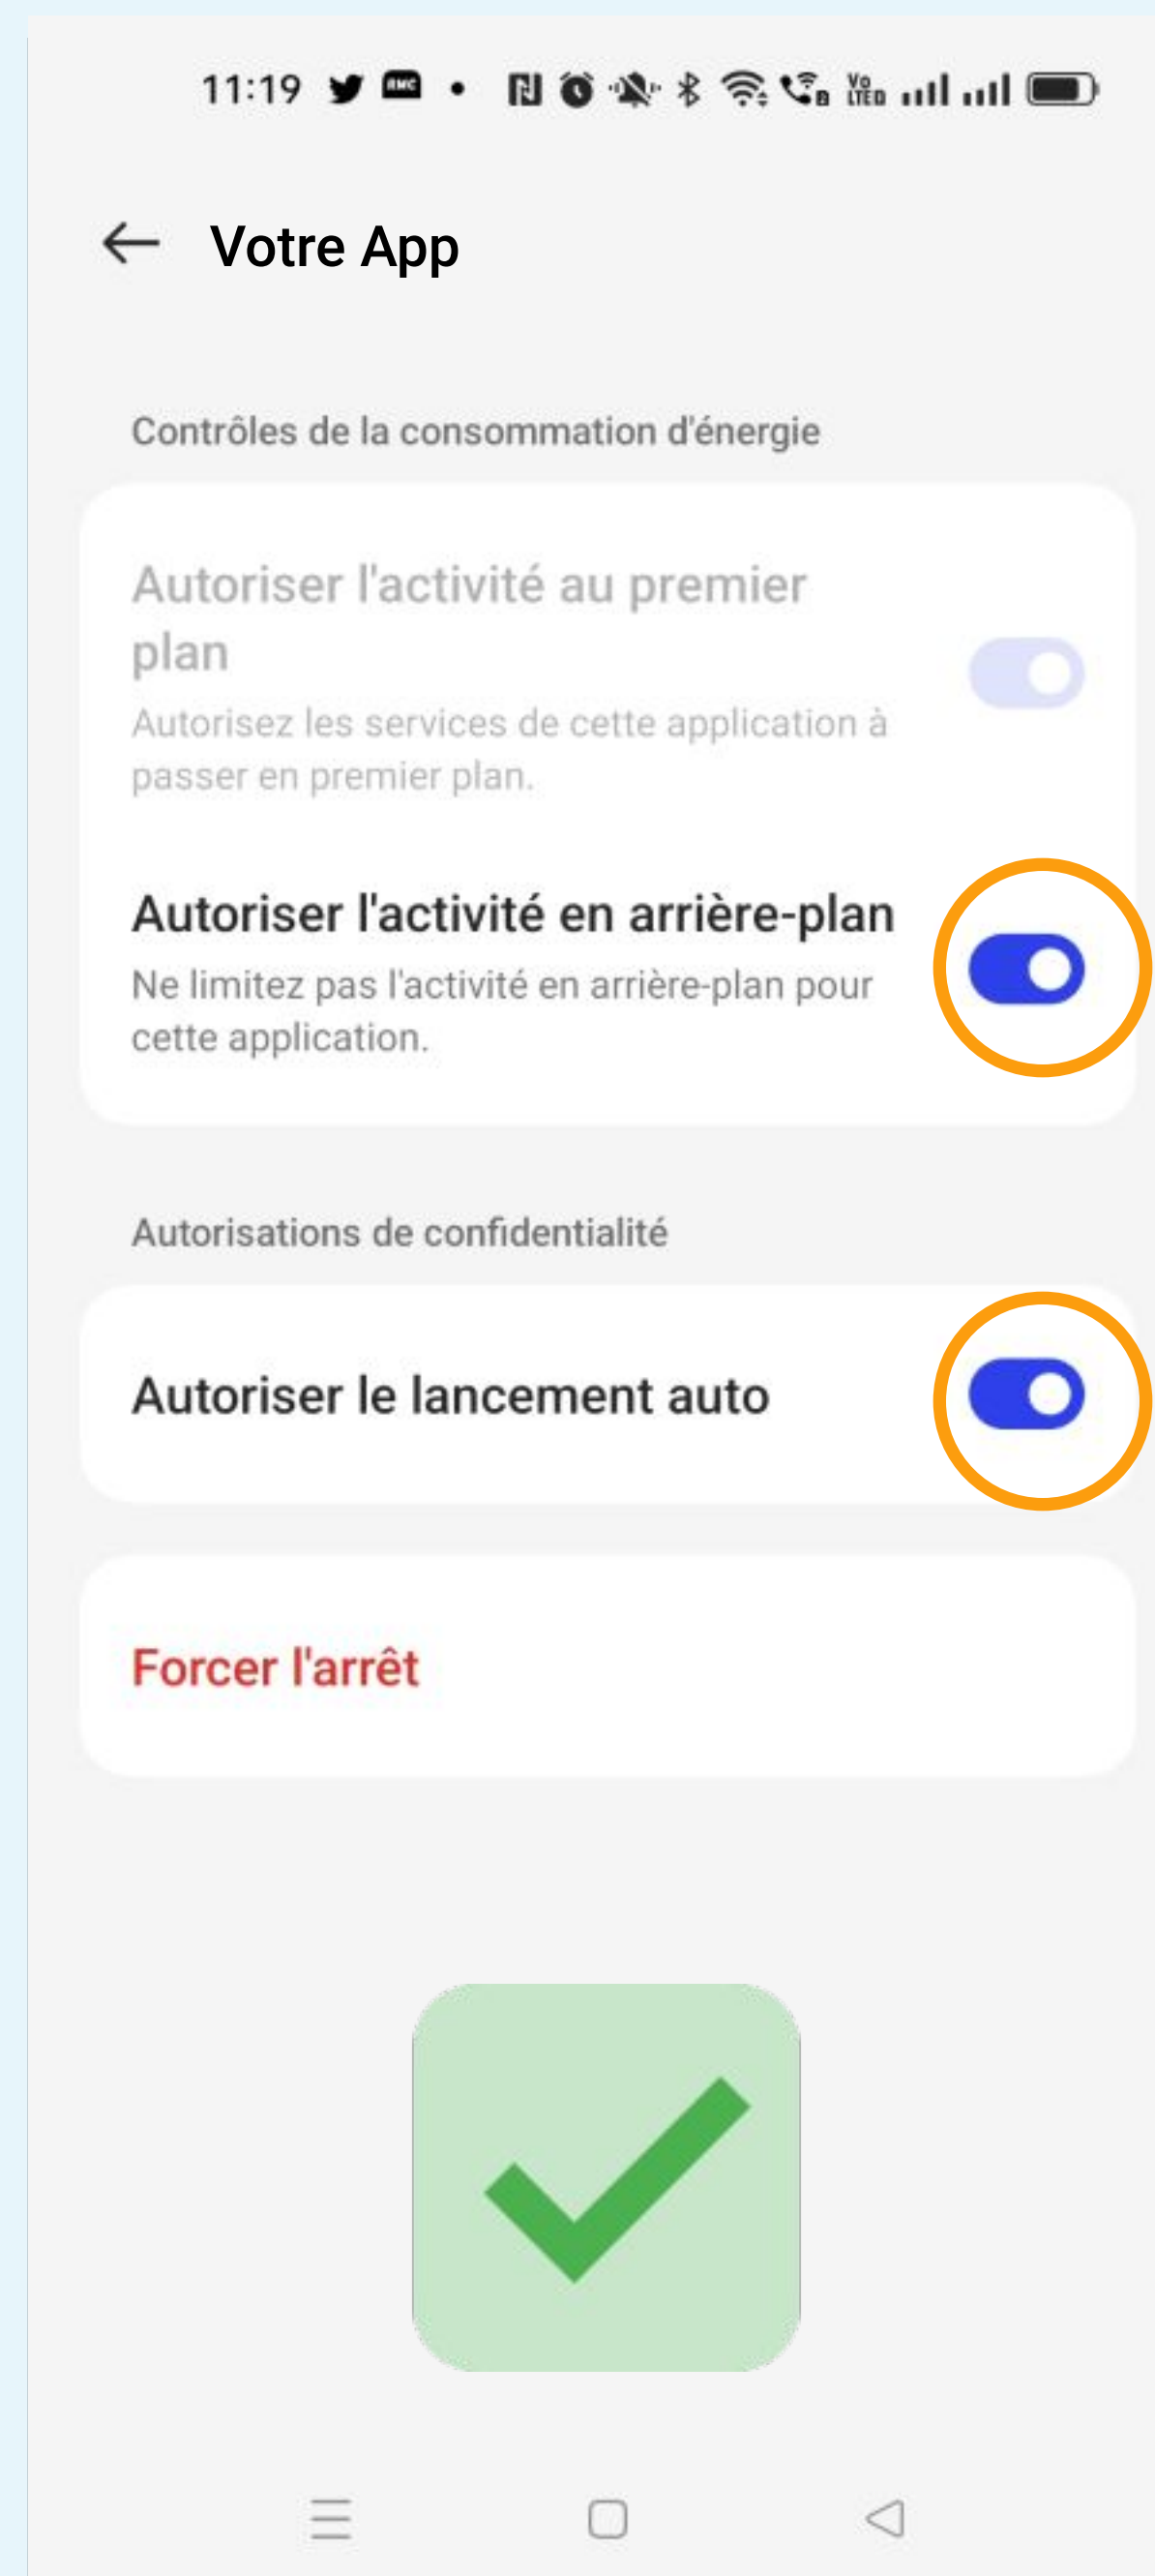 11:19 RMC VoLTE
Votre App
Contrôles de la consommation d'énergie
Autoriser l'activité au premier
plan
Autorisez les services de cette application à
passer en premier plan.
Autoriser l'activité en arrière-plan
Ne limitez pas l'activité en arrière-plan pour
cette application.
Autorisations de confidentialité
Autoriser le lancement auto
Forcer l'arrêt